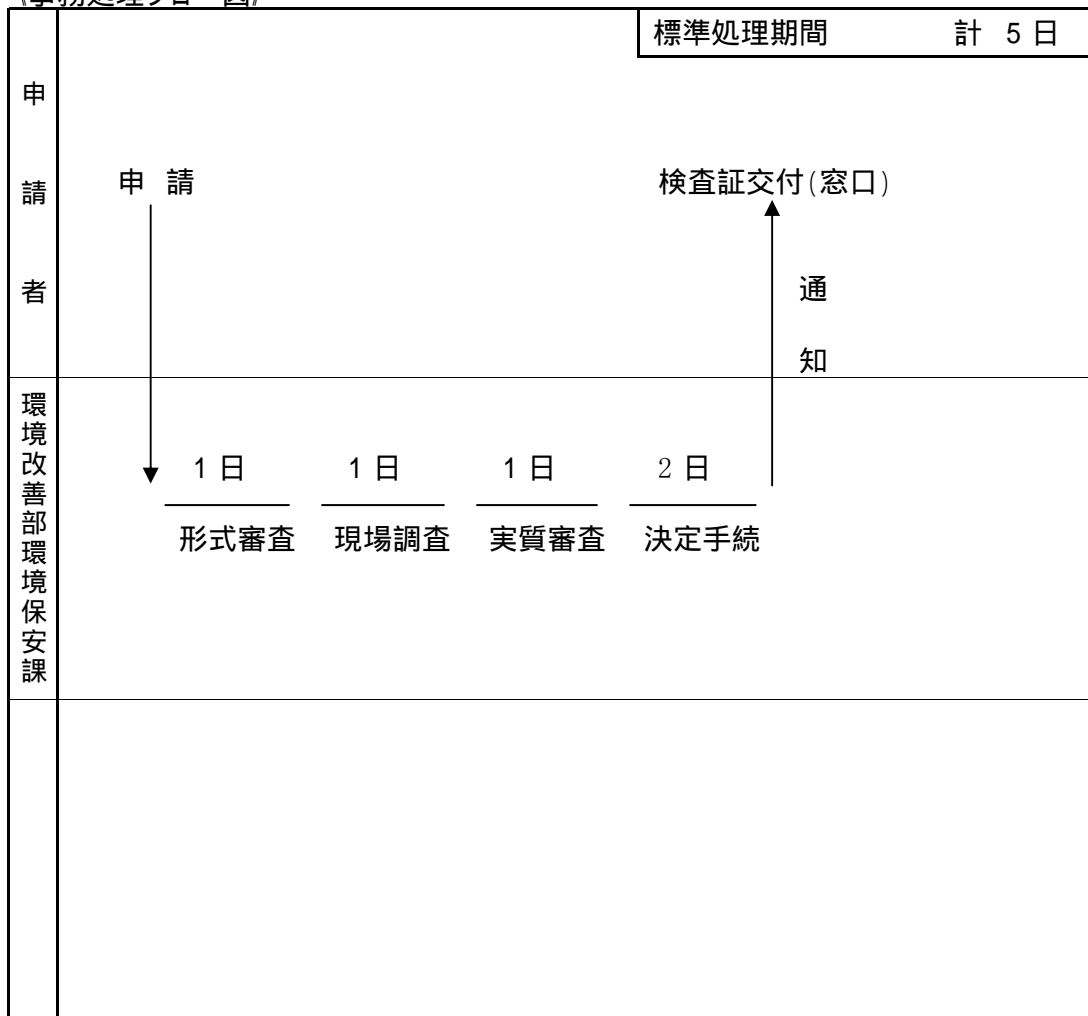 標準処理期間 計 5日
申請者
申 請
検査証交付(窓口)
通知
環境改善部環境保安課
1日 1日 1日 2日
形式審査 現場調査 実質審査 決定手続